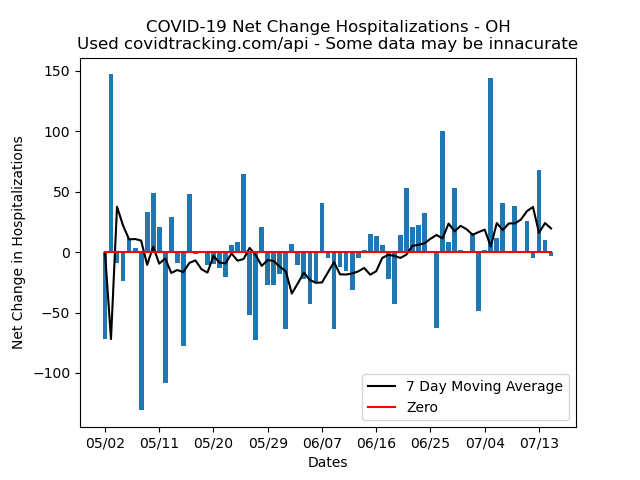 COVID-19 Net Change Hospitalizations - OH
Used covidtracking.com/api - Some data may be innacurate
Net Change in Hospitalizations
150
100
50
0
−50
−100
7 Day Moving Average
Zero
05/02 05/11 05/20 05/29 06/07 06/16 06/25 07/04 07/13
Dates